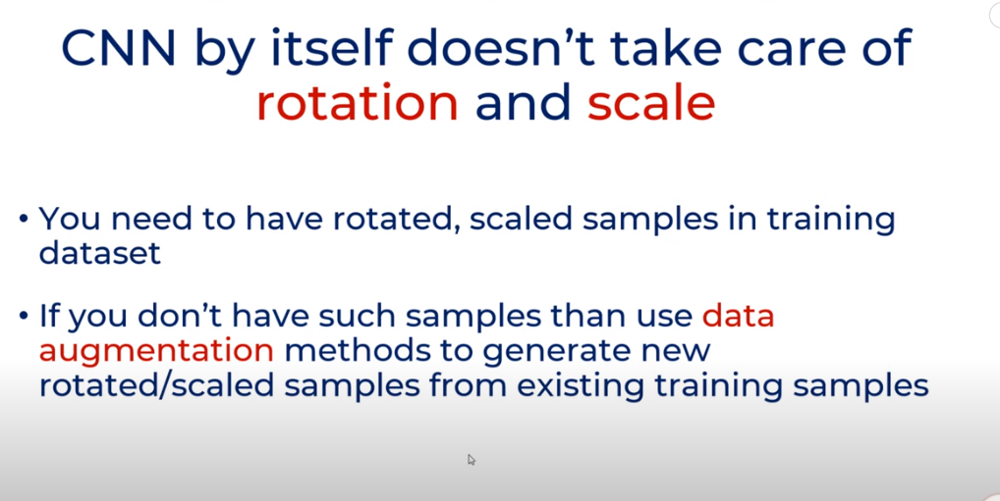 CNN by itself doesn’t take care of
rotation and scale
• You need to have rotated, scaled samples in training
dataset
• If you don’t have such samples than use data
augmentation methods to generate new
rotated/scaled samples from existing training samples